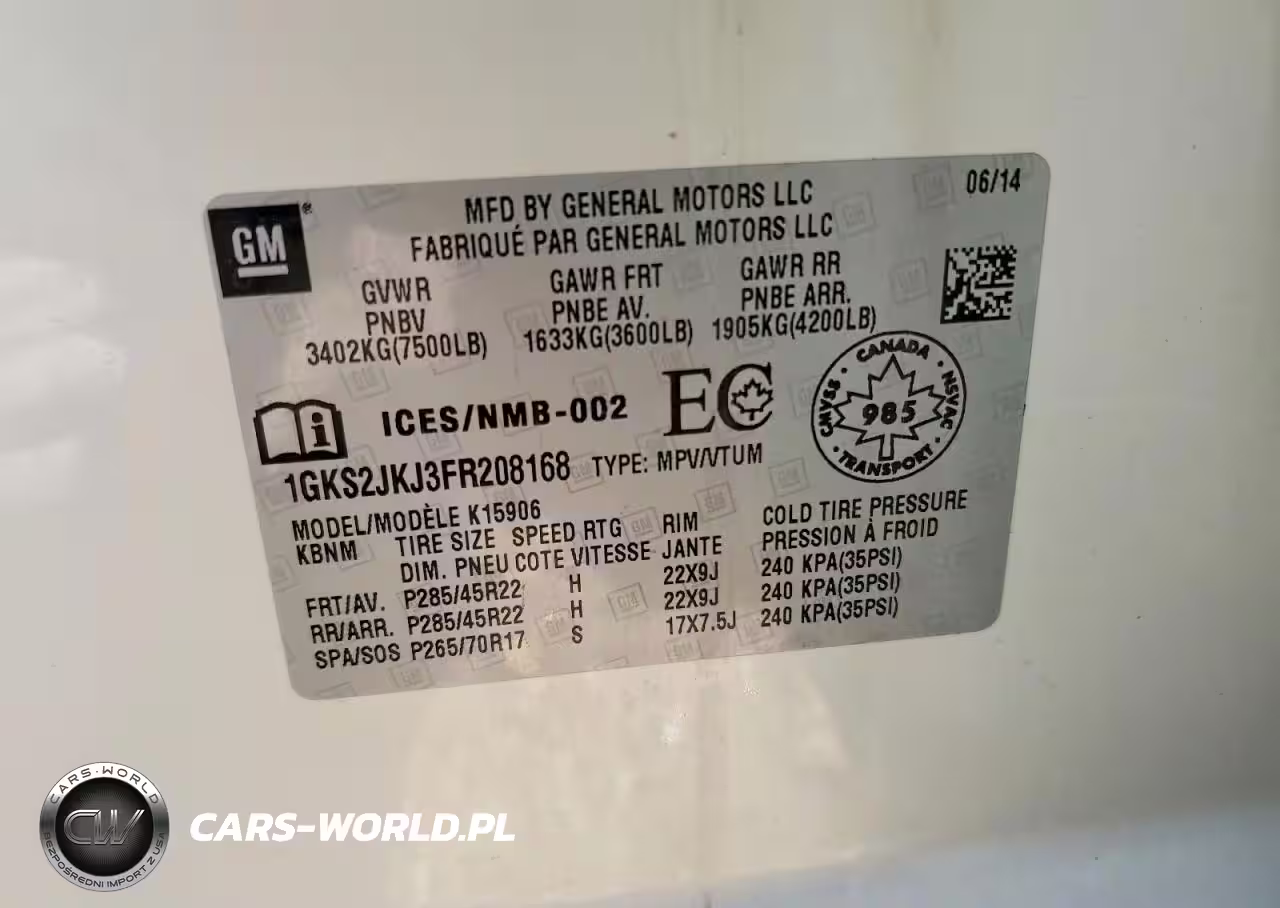 GM®
MFD BY GENERAL MOTORS LLC
06/14
FABRIQUÉ PAR GENERAL MOTORS LLC
GVWR GAWR FRT GAWR RR
PNBV PNBE AV. PNBE ARR.
3402KG(7500LB) 1633KG(3600LB) 1905KG(4200LB)
i ICES/NMB-002 EC
CANADA · NSVAC · TRANSPORT · CMVSS ·
985
1GKS2JKJ3FR208168 TYPE: MPV/VTUM
MODEL/MODÈLE K15906
KBNM TIRE SIZE SPEED RTG RIM COLD TIRE PRESSURE
DIM. PNEU COTE VITESSE JANTE PRESSION À FROID
FRT/AV. P285/45R22 H 22X9J 240 KPA(35PSI)
RR/ARR. P285/45R22 H 22X9J 240 KPA(35PSI)
SPA/SOS P265/70R17 S 17X7.5J 240 KPA(35PSI)
CARS-WORLD
CW
BEZPOŚREDNI IMPORT Z USA
CARS-WORLD.PL